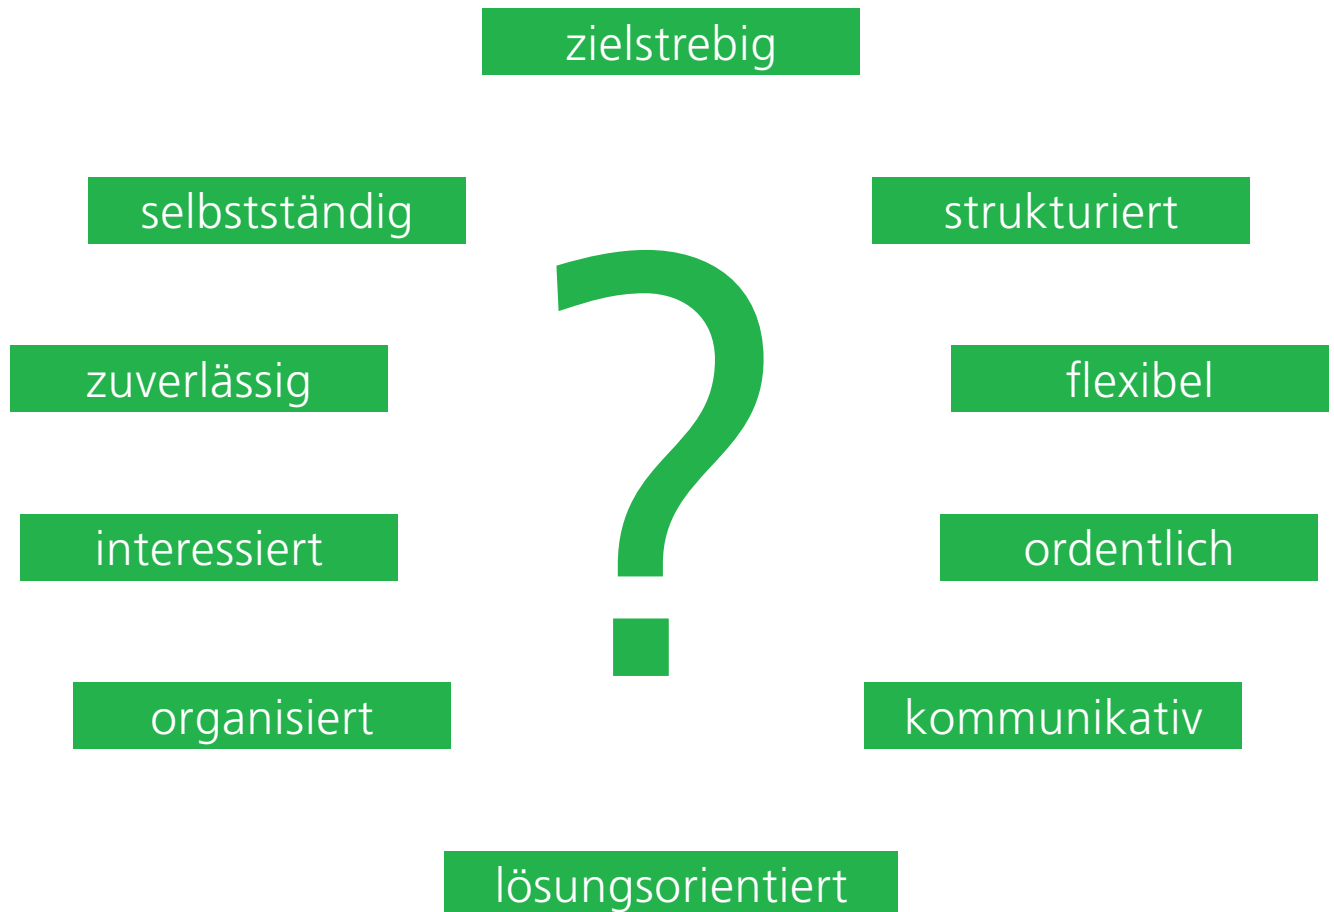 zielstrebig
selbstständig
strukturiert
?
zuverlässig
flexibel
interessiert
ordentlich
organisiert
kommunikativ
lösungsorientiert